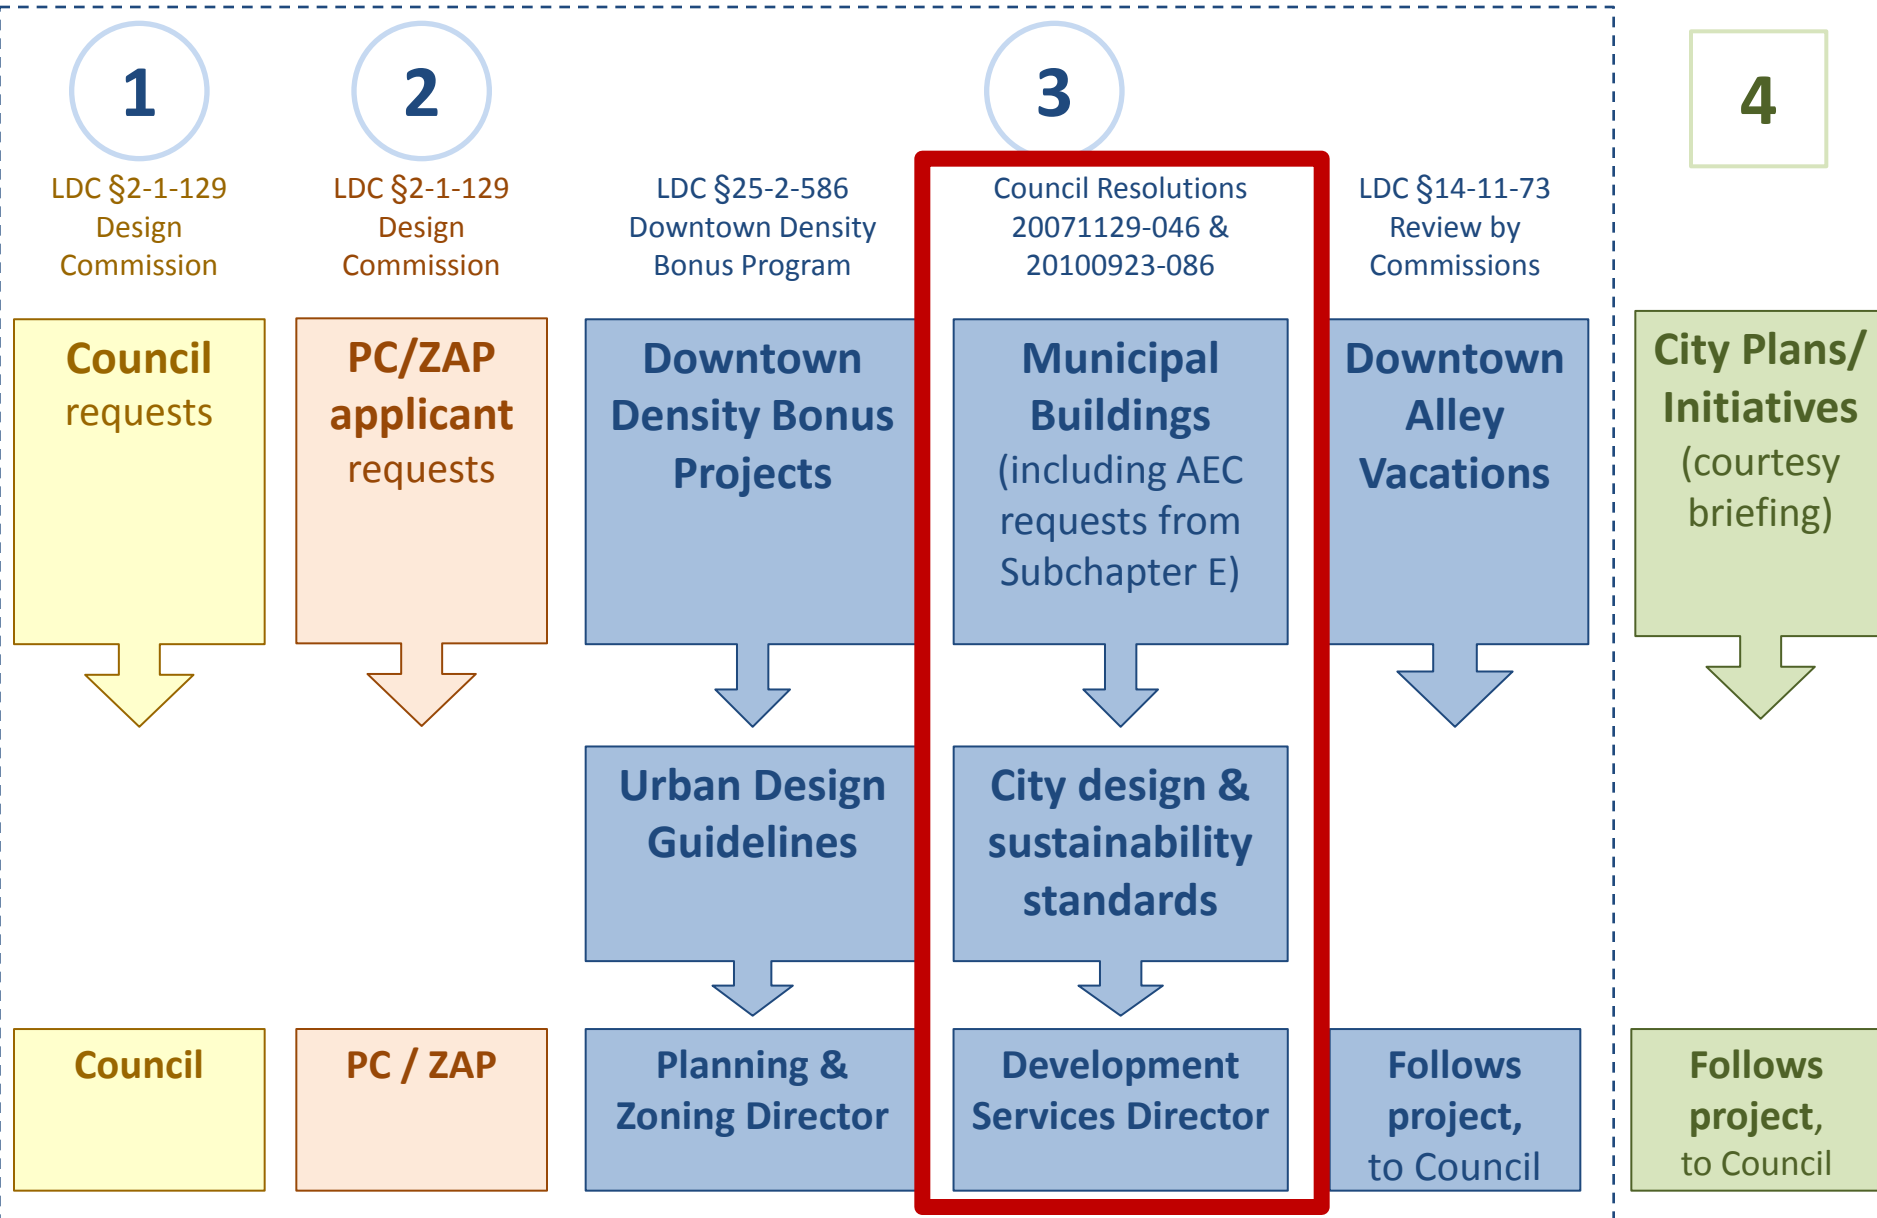 1
2
3
4
LDC §2-1-129
Design
Commission
LDC §2-1-129
Design
Commission
LDC §25-2-586
Downtown Density
Bonus Program
Council Resolutions
20071129-046 &
20100923-086
LDC §14-11-73
Review by
Commissions
Council
requests
PC/ZAP
applicant
requests
Downtown
Density Bonus
Projects
Municipal
Buildings
(including AEC
requests from
Subchapter E)
Downtown
Alley
Vacations
City Plans/
Initiatives
(courtesy
briefing)
Urban Design
Guidelines
City design &
sustainability
standards
Council
PC / ZAP
Planning &
Zoning Director
Development
Services Director
Follows
project,
to Council
Follows
project,
to Council